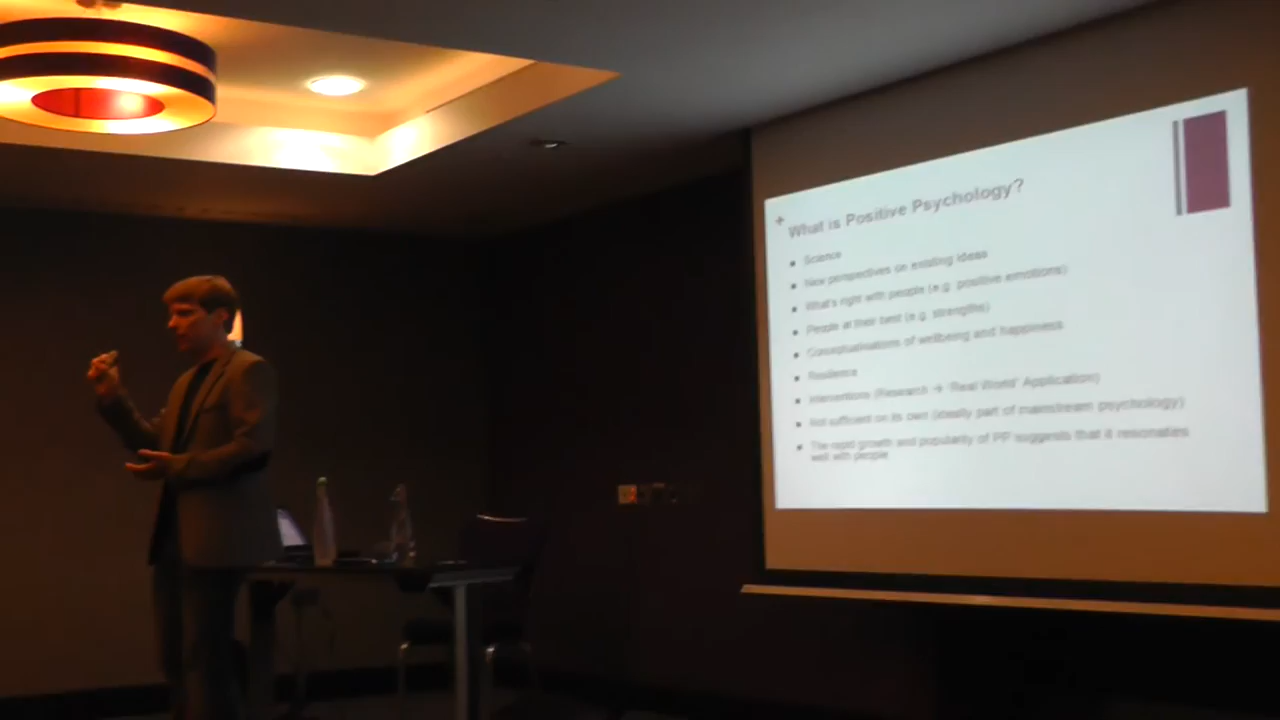 +
What is Positive Psychology?
▪ Science
▪ New perspectives on existing ideas
▪ What's right with people (e.g. positive emotions)
▪ People at their best (e.g. strengths)
▪ Conceptualisations of wellbeing and happiness
▪ Resilience
▪ Interventions (Research → 'Real World' Application)
▪ Not sufficient on its own (ideally part of mainstream psychology)
▪ The rapid growth and popularity of PP suggests that it resonates
well with people